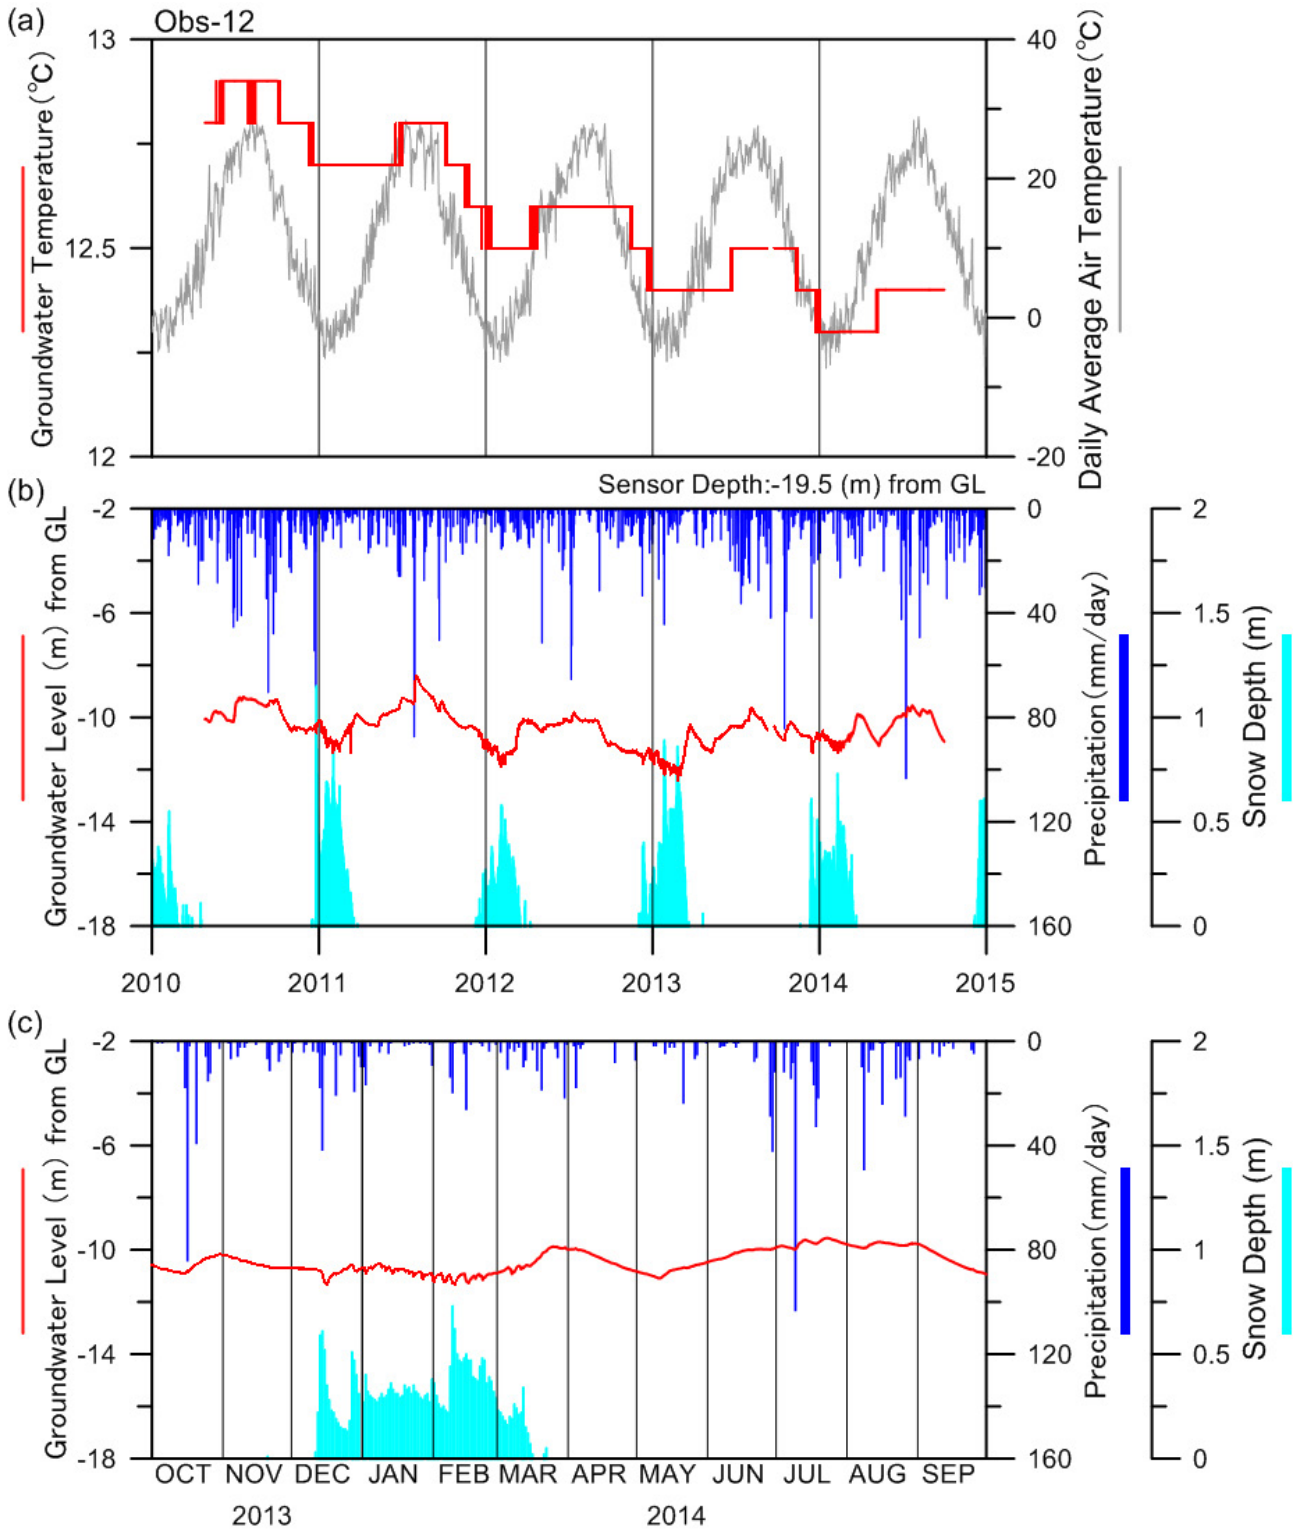 (a)
Obs-12
13
12.5
12
Groundwater Temperature (℃)
40
20
0
-20
Daily Average Air Temperature (℃)
(b)
Sensor Depth:-19.5 (m) from GL
-2
-6
-10
-14
-18
Groundwater Level (m) from GL
0
40
80
120
160
Precipitation (mm/day)
2
1.5
1
0.5
0
Snow Depth (m)
2010 2011 2012 2013 2014 2015
(c)
-2
-6
-10
-14
-18
Groundwater Level (m) from GL
0
40
80
120
160
Precipitation (mm/day)
2
1.5
1
0.5
0
Snow Depth (m)
OCT NOV DEC JAN FEB MAR APR MAY JUN JUL AUG SEP
2013 2014